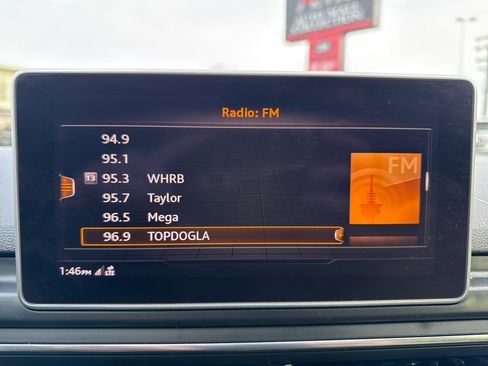 Radio: FM
94.9
95.1
13 95.3 WHRB
95.7 Taylor
96.5 Mega
96.9 TOPDOGLA
FM
1:46PM LTE